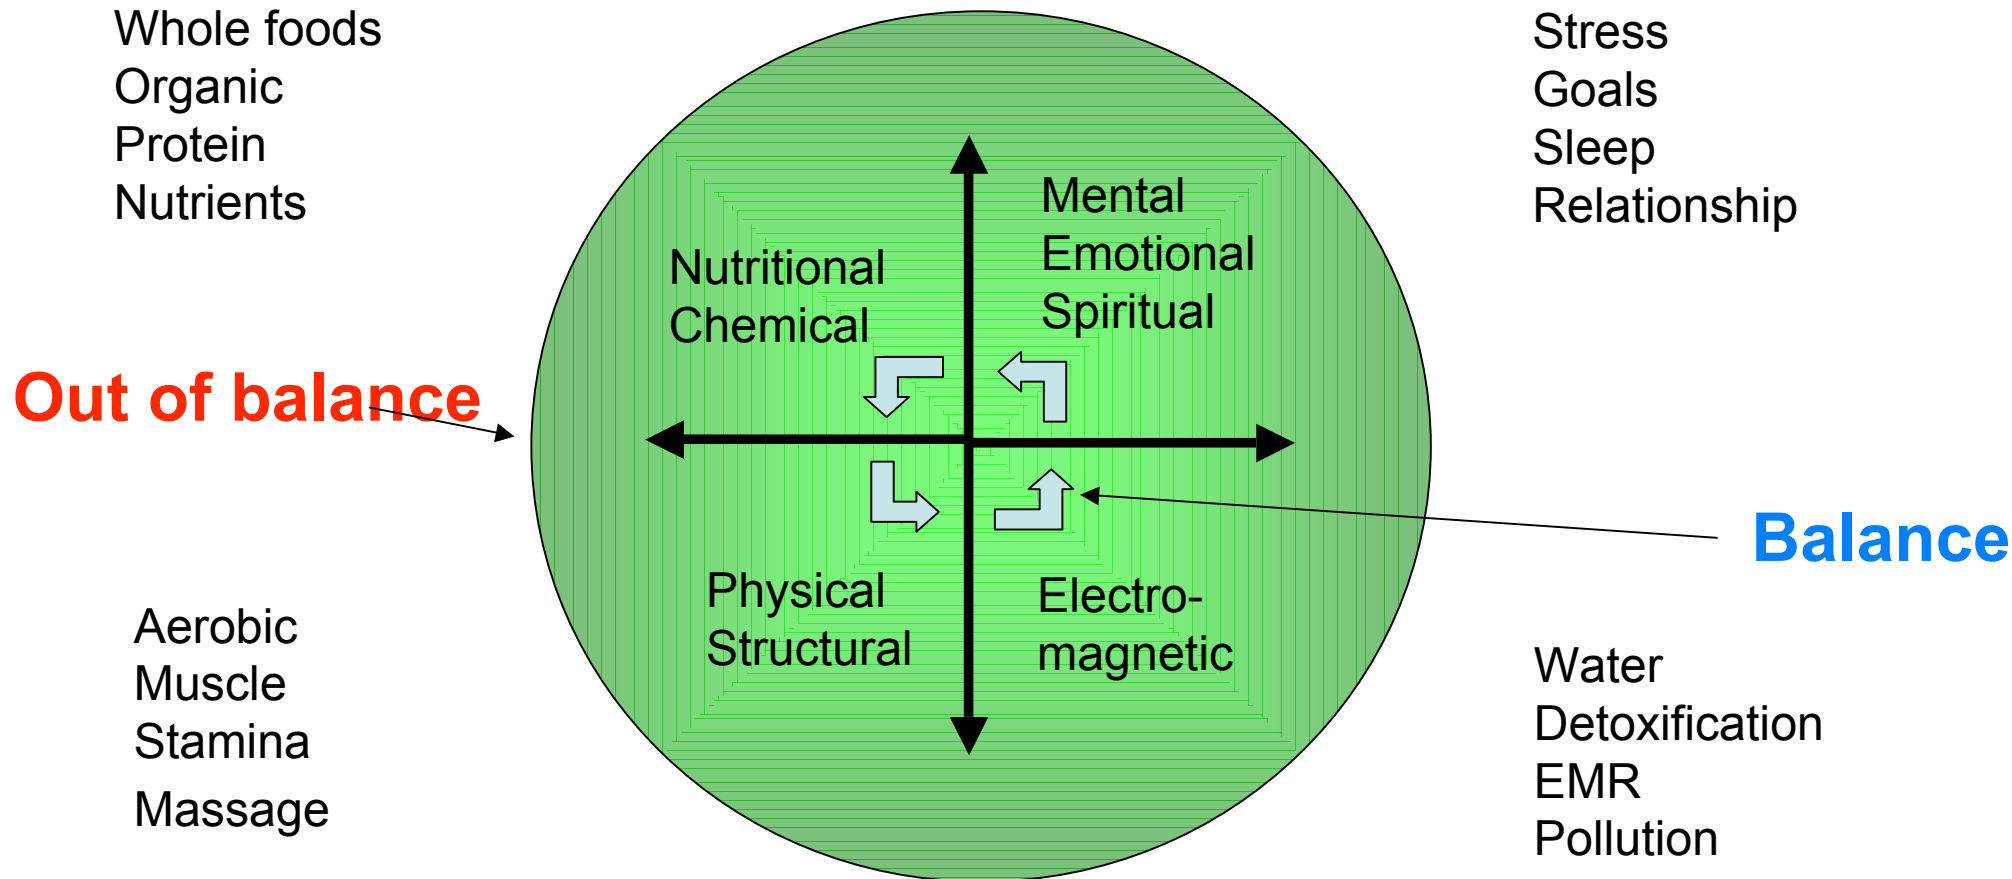 Whole foods
Organic
Protein
Nutrients
Stress
Goals
Sleep
Relationship
Nutritional
Chemical
Mental
Emotional
Spiritual
Out of balance
Balance
Physical
Structural
Electro-
magnetic
Aerobic
Muscle
Stamina
Massage
Water
Detoxification
EMR
Pollution